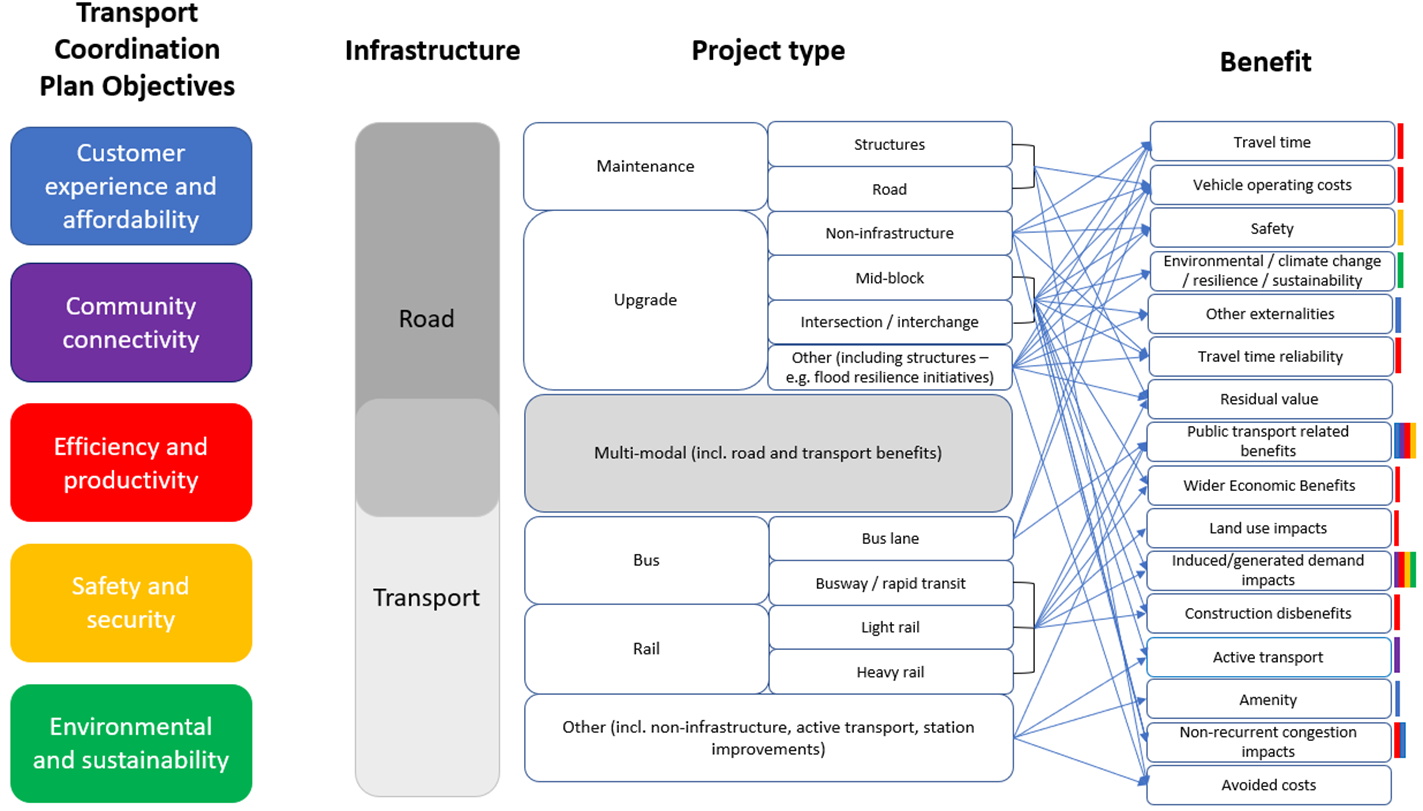 Transport
Coordination
Plan Objectives
Infrastructure
Project type
Benefit
Customer
experience and
affordability
Community
connectivity
Efficiency and
productivity
Safety and
security
Environmental
and sustainability
Road
Transport
Maintenance
Structures
Road
Upgrade
Non-infrastructure
Mid-block
Intersection / interchange
Other (including structures –
e.g. flood resilience initiatives)
Multi-modal (incl. road and transport benefits)
Bus
Bus lane
Busway / rapid transit
Rail
Light rail
Heavy rail
Other (incl. non-infrastructure, active transport, station
improvements)
Travel time
Vehicle operating costs
Safety
Environmental / climate change
/ resilience / sustainability
Other externalities
Travel time reliability
Residual value
Public transport related
benefits
Wider Economic Benefits
Land use impacts
Induced/generated demand
impacts
Construction disbenefits
Active transport
Amenity
Non-recurrent congestion
impacts
Avoided costs